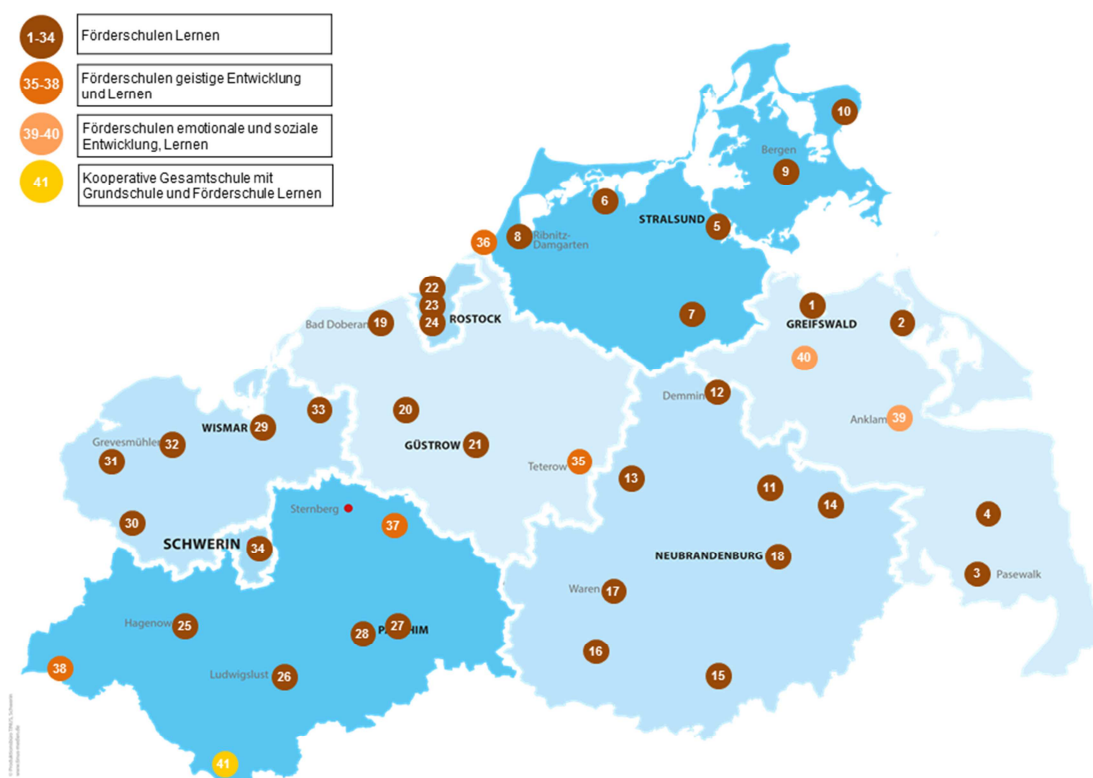 1-34
Förderschulen Lernen
35-38
Förderschulen geistige Entwicklung
und Lernen
39-40
Förderschulen emotionale und soziale
Entwicklung, Lernen
41
Kooperative Gesamtschule mit
Grundschule und Förderschule Lernen
10
Bergen
9
6
STRALSUND
5
8
Ribnitz-
Damgarten
36
22
23
24
ROSTOCK
Bad Doberan
19
7
1
GREIFSWALD
2
40
Demmin
12
Anklam
39
33
20
WISMAR
29
Grevesmühlen
32
31
GÜSTROW
21
Teterow
35
13
11
14
Sternberg
37
4
30
SCHWERIN
34
NEUBRANDENBURG
18
3
Pasewalk
Waren
17
Hagenow
25
28
27
16
38
Ludwigslust
26
15
41